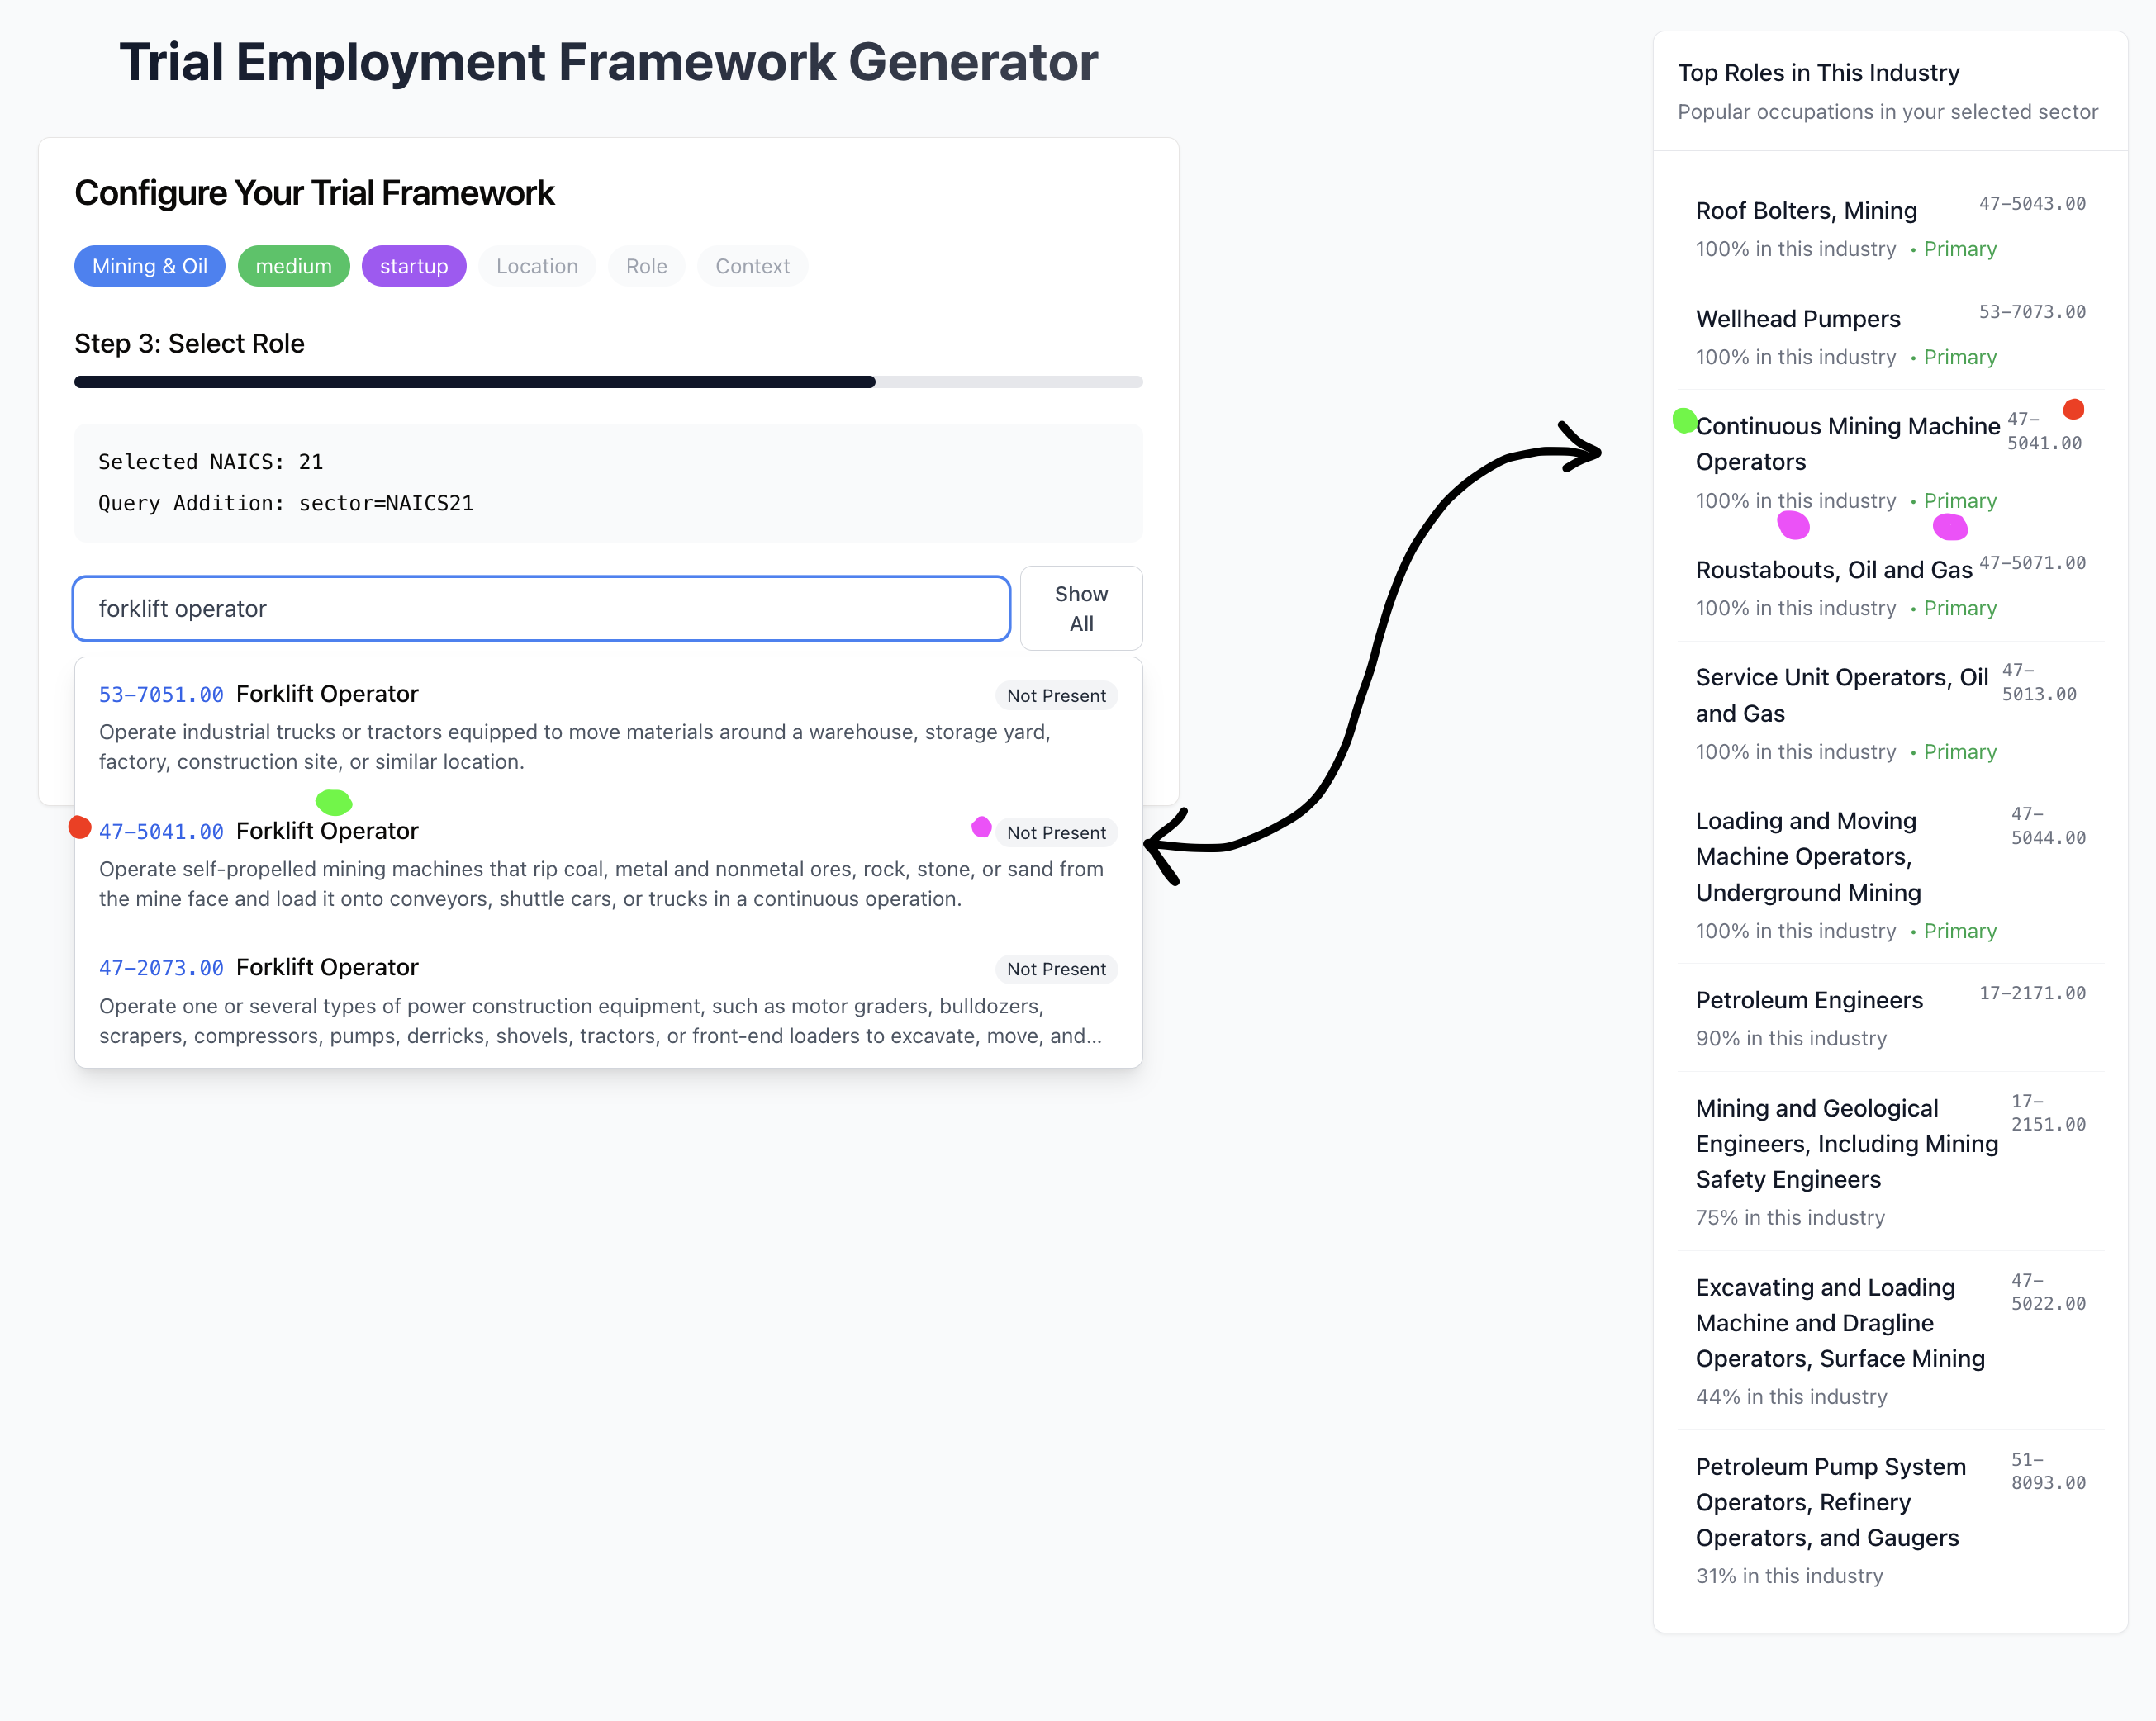 Trial Employment Framework Generator
Configure Your Trial Framework
Mining & Oil medium startup Location Role Context
Step 3: Select Role
Selected NAICS: 21
Query Addition: sector=NAICS21
forklift operator
Show
All
53-7051.00 Forklift Operator Not Present
Operate industrial trucks or tractors equipped to move materials around a warehouse, storage yard,
factory, construction site, or similar location.
47-5041.00 Forklift Operator Not Present
Operate self-propelled mining machines that rip coal, metal and nonmetal ores, rock, stone, or sand from
the mine face and load it onto conveyors, shuttle cars, or trucks in a continuous operation.
47-2073.00 Forklift Operator Not Present
Operate one or several types of power construction equipment, such as motor graders, bulldozers,
scrapers, compressors, pumps, derricks, shovels, tractors, or front-end loaders to excavate, move, and...
Top Roles in This Industry
Popular occupations in your selected sector
Roof Bolters, Mining 47-5043.00
100% in this industry • Primary
Wellhead Pumpers 53-7073.00
100% in this industry • Primary
Continuous Mining Machine 47-
Operators 5041.00
100% in this industry • Primary
Roustabouts, Oil and Gas 47-5071.00
100% in this industry • Primary
Service Unit Operators, Oil 47-
and Gas 5013.00
100% in this industry • Primary
Loading and Moving 47-
Machine Operators, 5044.00
Underground Mining
100% in this industry • Primary
Petroleum Engineers 17-2171.00
90% in this industry
Mining and Geological 17-
Engineers, Including Mining 2151.00
Safety Engineers
75% in this industry
Excavating and Loading 47-
Machine and Dragline 5022.00
Operators, Surface Mining
44% in this industry
Petroleum Pump System 51-
Operators, Refinery 8093.00
Operators, and Gaugers
31% in this industry